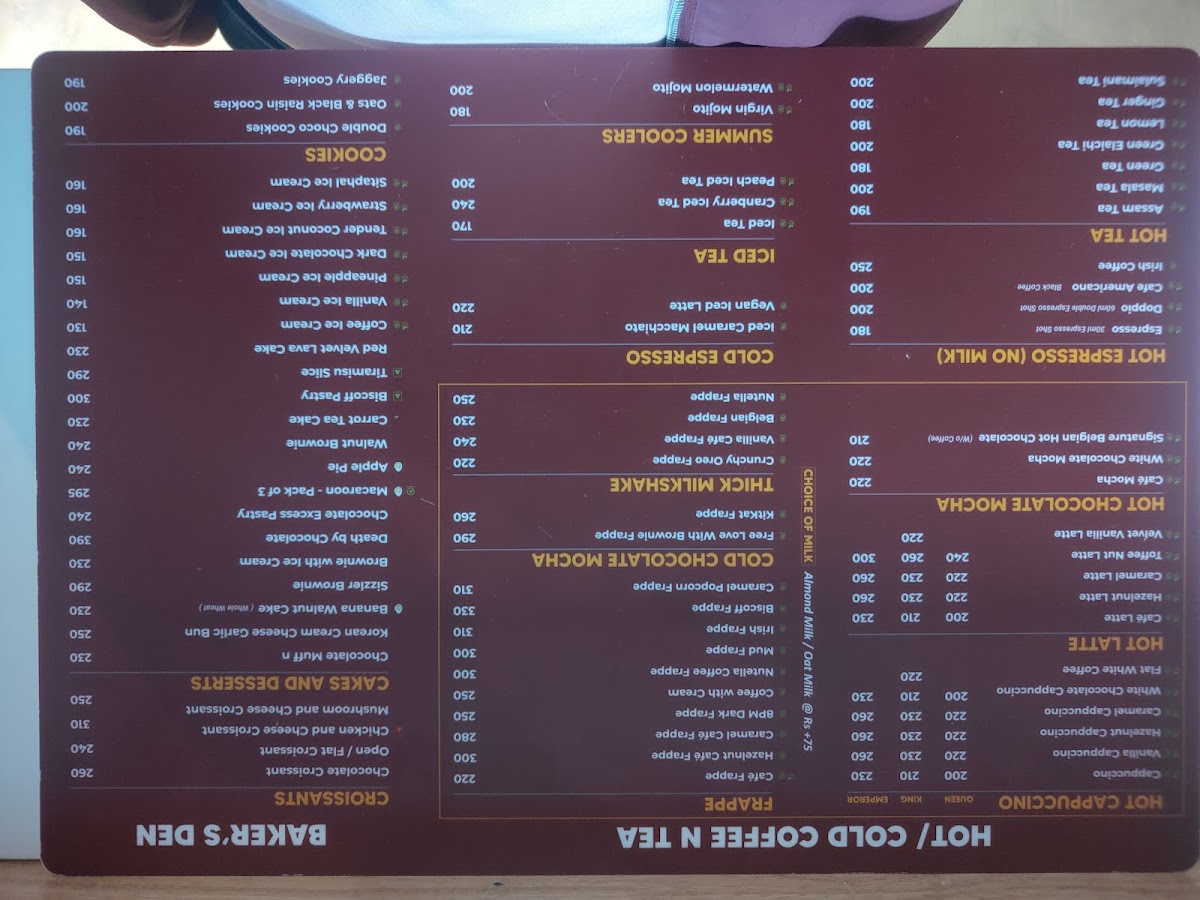 HOT/ COLD COFFEE N TEA
HOT CAPPUCCINO QUEEN KING EMPEROR
Cappuccino 200 210 230
Vanilla Cappuccino 220 230 260
Hazelnut Cappuccino 220 230 260
Caramel Cappuccino 220 230 260
White Chocolate Cappuccino 200 210 230
Flat White Coffee 220
HOT LATTE
Café Latte 200 210 230
Hazelnut Latte 220 230 260
Caramel Latte 220 230 260
Toffee Nut Latte 240 260 300
Velvet Vanilla Latte 220
HOT CHOCOLATE MOCHA
Café Mocha 220
White Chocolate Mocha 220
Signature Belgian Hot Chocolate (W/o Coffee) 210
HOT ESPRESSO (NO MILK)
Espresso 30ml Espresso Shot 180
Doppio 60ml Espresso Double Shot 200
Café Americano Black Coffee 200
Irish Coffee 250
HOT TEA
Assam Tea 190
Masala Tea 200
Green Tea 180
Green Elaichi Tea 200
Lemon Tea 180
Ginger Tea 200
Sulaimani Tea 200
CHOICE OF MILK Almond Milk / Oat Milk @ Rs +75
FRAPPE
Café Frappe 220
Hazelnut Café Frappe 300
Caramel Café Frappe 280
8PM Dark Frappe 250
Coffee with Cream 250
Nutella Coffee Frappe 300
Mud Frappe 300
Irish Frappe 310
Biscoff Frappe 330
Caramel Popcorn Frappe 310
COLD CHOCOLATE MOCHA
Free Love With Brownie Frappe 290
KitKat Frappe 260
THICK MILKSHAKE
Crunchy Oreo Frappe 220
Vanilla Café Frappe 240
Belgian Frappe 230
Nutella Frappe 250
COLD ESPRESSO
Iced Caramel Macchiato 210
Vegan Iced Latte 220
ICED TEA
Iced Tea 170
Cranberry Iced Tea 240
Peach Iced Tea 200
SUMMER COOLERS
Virgin Mojito 180
Watermelon Mojito 200
BAKER'S DEN
CROISSANTS
Chocolate Croissant 260
Open / Flat Croissant 240
Chicken and Cheese Croissant 310
Mushroom and Cheese Croissant 250
CAKES AND DESSERTS
Chocolate Muff n 230
Korean Cream Cheese Garlic Bun 250
Banana Walnut Cake ( Whole Wheat ) 230
Sizzler Brownie 290
Brownie with Ice Cream 230
Death by Chocolate 390
Chocolate Excess Pastry 240
Macaroon - Pack of 3 295
Apple Pie 240
Walnut Brownie 240
Carrot Tea Cake 230
Biscoff Pastry 300
Tiramisu Slice 290
Red Velvet Lava Cake 230
Coffee Ice Cream 130
Vanilla Ice Cream 140
Pineapple Ice Cream 150
Dark Chocolate Ice Cream 150
Tender Coconut Ice Cream 160
Strawberry Ice Cream 160
Sitaphal Ice Cream 160
COOKIES
Double Choco Cookies 190
Oats & Black Raisin Cookies 200
Jaggery Cookies 190